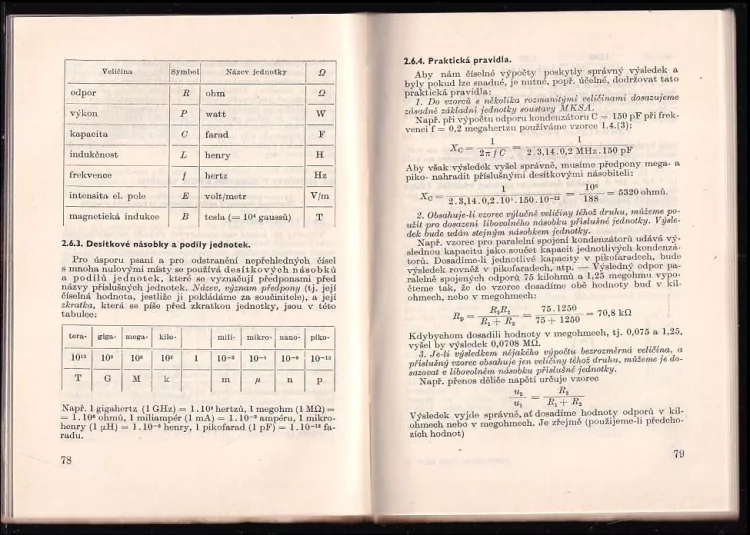 Veličina Symbol Název jednotky Ω
odpor R ohm Ω
výkon P watt W
kapacita C farad F
indukčnost L henry H
frekvence f hertz Hz
intensita el. pole E volt/metr V/m
magnetická indukce B tesla (= 10⁴ gaussů) T
2.6.3. Desítkové násobky a podíly jednotek.
Pro úsporu psaní a pro odstranění nepřehledných čísel
s mnoha nulovými místy se používá desítkových násobků
a podílů jednotek, které se vyznačují předponami před
názvy příslušných jednotek. Název, význam předpony (tj. její
číselná hodnota, jestliže ji pokládáme za součinitele), a její
zkratka, která se píše před zkratkou jednotky, jsou v této
tabulce:
tera- giga- mega- kilo- mili- mikro- nano- piko-
10¹² 10⁹ 10⁶ 10³ 1 10⁻³ 10⁻⁶ 10⁻⁹ 10⁻¹²
T G M k m μ n p
Např. 1 gigahertz (1 GHz) = 1.10⁹ hertzů, 1 megohm (1 MΩ) =
= 1.10⁶ ohmů, 1 miliampér (1 mA) = 1.10⁻³ ampéru, 1 mikro-
henry (1 μH) = 1.10⁻⁶ henry, 1 pikofarad (1 pF) = 1.10⁻¹² fa-
radu.
78
2.6.4. Praktická pravidla.
Aby nám číselné výpočty poskytly správný výsledek a
byly pokud lze snadné, je nutné, popř. účelné, dodržovat tato
praktická pravidla:
1. Do vzorců s několika rozmanitými veličinami dosazujeme
zásadně základní jednotky soustavy MKSA.
Např. při výpočtu odporu kondenzátoru C = 150 pF při frek-
venci f = 0,2 megahertzu používáme vzorce 1.4.(3):
X_C = 1 / 2π f C = 1 / 2.3,14.0,2 MHz.150 pF
Aby však výsledek vyšel správně, musíme předpony mega- a
piko- nahradit příslušnými desítkovými násobiteli:
X_C = 1 / 2.3,14.0,2.10⁶.150.10⁻¹² = 10⁶ / 188 = 5320 ohmů.
2. Obsahuje-li vzorec výlučně veličiny téhož druhu, můžeme po-
užít pro dosazení libovolného násobku příslušné jednotky. Výsle-
dek bude udán stejným násobkem jednotky.
Např. vzorec pro paralelní spojení kondenzátorů udává vý-
slednou kapacitu jako součet kapacit jednotlivých kondenzá-
torů. Dosadíme-li jednotlivé kapacity v pikofaradech, bude
výsledek rovněž v pikofaradech, atp. — Výsledný odpor pa-
ralelně spojených odporů 75 kilohmů a 1,25 megohmu vypo-
čteme tak, že do vzorce dosadíme obě hodnoty buď v kil-
ohmech, nebo v megohmech:
R_p = R₁R₂ / R₁ + R₂ = 75.1250 / 75 + 1250 = 70,8 kΩ
Kdybychom dosadili hodnoty v megohmech, tj. 0,075 a 1,25,
vyšel by výsledek 0,0708 MΩ.
3. Je-li výsledkem nějakého výpočtu bezrozměrná veličina, a
příslušný vzorec obsahuje jen veličiny téhož druhu, můžeme je do-
sazovat v libovolném násobku příslušné jednotky.
Např. přenos děliče napětí určuje vzorec
u₂ / u₁ = R₂ / R₁ + R₂
Výsledek vyjde správně, ať dosadíme hodnoty odporů v kil-
ohmech nebo v megohmech. Je zřejmé (použijeme-li předcho-
zích hodnot)
79